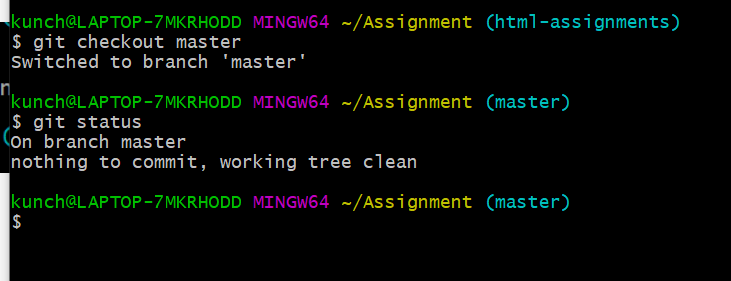 kunch@LAPTOP-7MKRHODD MINGW64 ~/Assignment (html-assignments)
$ git checkout master
Switched to branch 'master'
kunch@LAPTOP-7MKRHODD MINGW64 ~/Assignment (master)
$ git status
On branch master
nothing to commit, working tree clean
kunch@LAPTOP-7MKRHODD MINGW64 ~/Assignment (master)
$